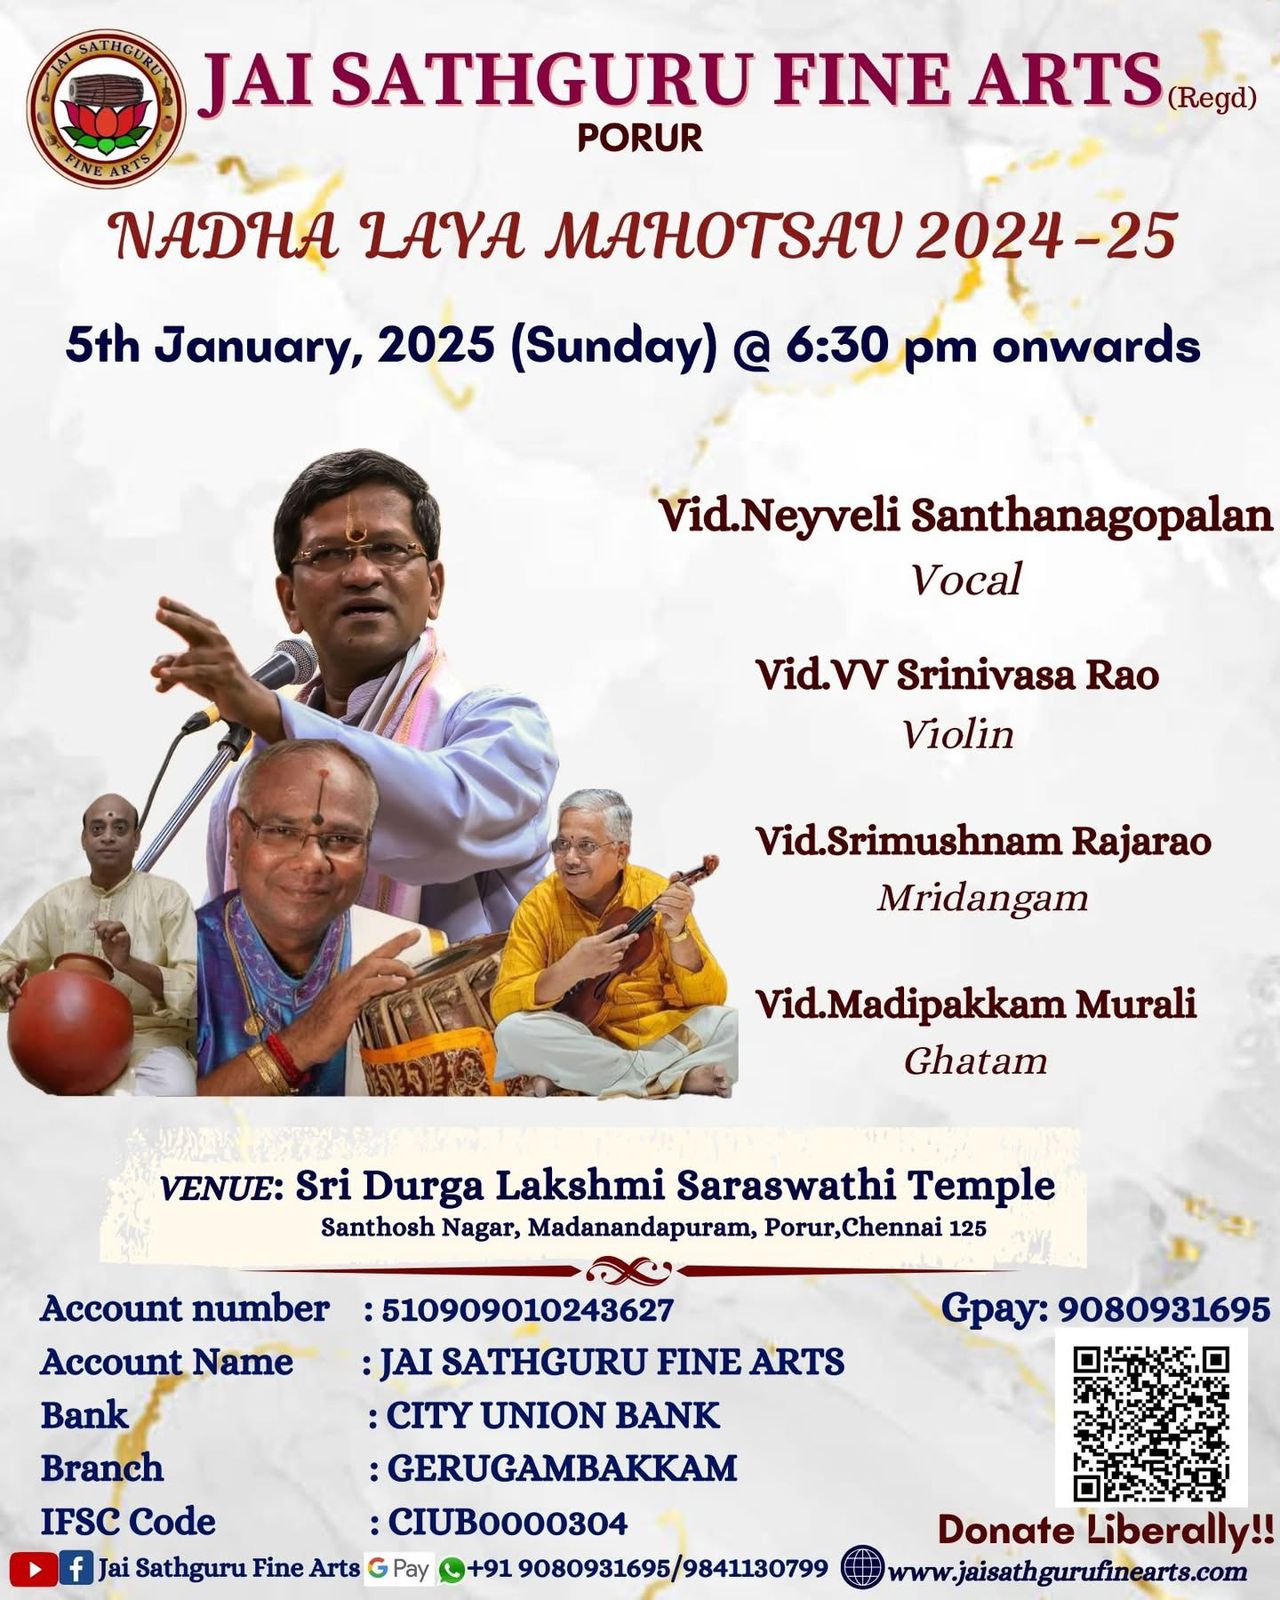 JAI SATHGURU
FINE ARTS
JAI SATHGURU FINE ARTS (Regd)
PORUR
NADHA LAYA MAHOTSAV 2024-25
5th January, 2025 (Sunday) @ 6:30 pm onwards
Vid.Neyveli Santhanagopalan
Vocal
Vid.VV Srinivasa Rao
Violin
Vid.Srimushnam Rajarao
Mridangam
Vid.Madipakkam Murali
Ghatam
VENUE: Sri Durga Lakshmi Saraswathi Temple
Santhosh Nagar, Madanandapuram, Porur,Chennai 125
Account number : 510909010243627
Gpay: 9080931695
Account Name : JAI SATHGURU FINE ARTS
Bank : CITY UNION BANK
Branch : GERUGAMBAKKAM
IFSC Code : CIUB0000304
Donate Liberally!!
Jai Sathguru Fine Arts G Pay +91 9080931695/9841130799 www.jaisathgurufinearts.com